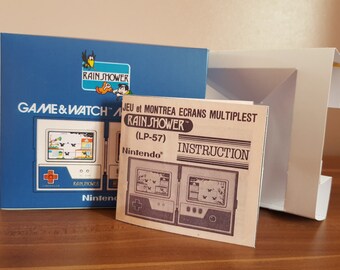 RAIN SHOWER
GAME & WATCH
Nintendo
JEU et MONTREA ECRANS MULTIPLEST
RAIN SHOWER
(LP-57)
Nintendo
INSTRUCTION